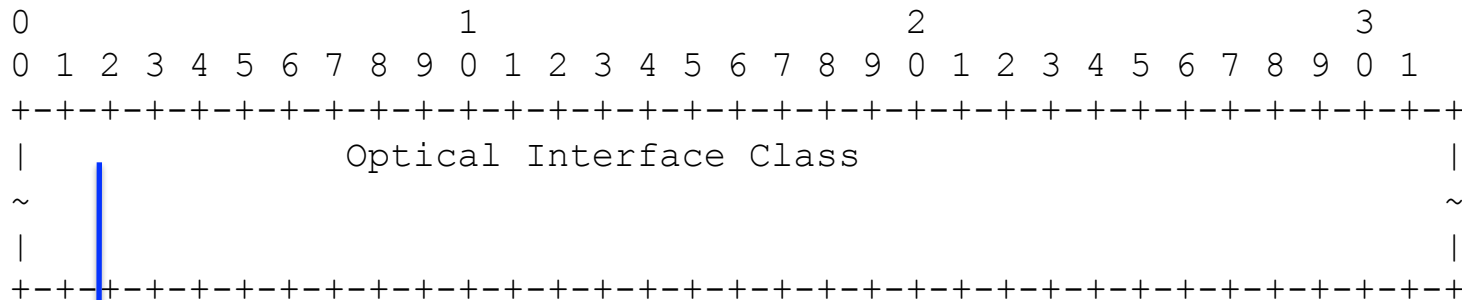 0                   1                   2                   3
0 1 2 3 4 5 6 7 8 9 0 1 2 3 4 5 6 7 8 9 0 1 2 3 4 5 6 7 8 9 0 1
+-+-+-+-+-+-+-+-+-+-+-+-+-+-+-+-+-+-+-+-+-+-+-+-+-+-+-+-+-+-+-+-+
|              Optical Interface Class                          |
~                                                               ~
|                                                               |
+-+-+-+-+-+-+-+-+-+-+-+-+-+-+-+-+-+-+-+-+-+-+-+-+-+-+-+-+-+-+-+-+